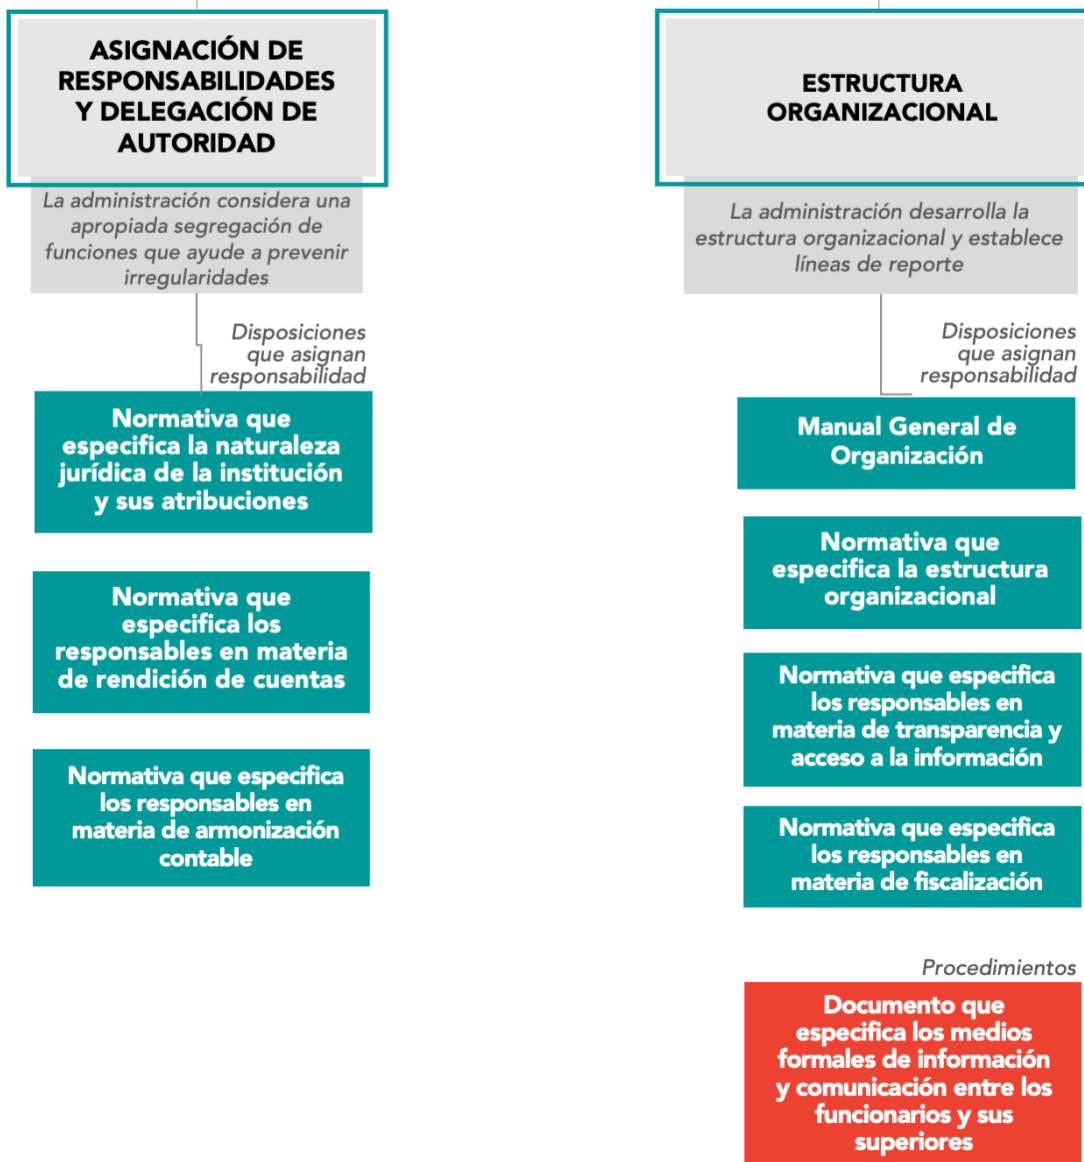 ASIGNACIÓN DE
RESPONSABILIDADES
Y DELEGACIÓN DE
AUTORIDAD
La administración considera una
apropiada segregación de
funciones que ayude a prevenir
irregularidades
Disposiciones
que asignan
responsabilidad
Normativa que
especifica la naturaleza
jurídica de la institución
y sus atribuciones
Normativa que
especifica los
responsables en materia
de rendición de cuentas
Normativa que especifica
los responsables en
materia de armonización
contable
ESTRUCTURA
ORGANIZACIONAL
La administración desarrolla la
estructura organizacional y establece
líneas de reporte
Disposiciones
que asignan
responsabilidad
Manual General de
Organización
Normativa que
especifica la estructura
organizacional
Normativa que especifica
los responsables en
materia de transparencia y
acceso a la información
Normativa que especifica
los responsables en
materia de fiscalización
Procedimientos
Documento que
especifica los medios
formales de información
y comunicación entre los
funcionarios y sus
superiores